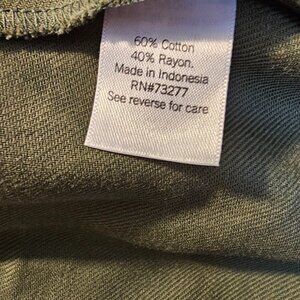 60% Cotton
40% Rayon.
Made in Indonesia
RN#73277
See reverse for care